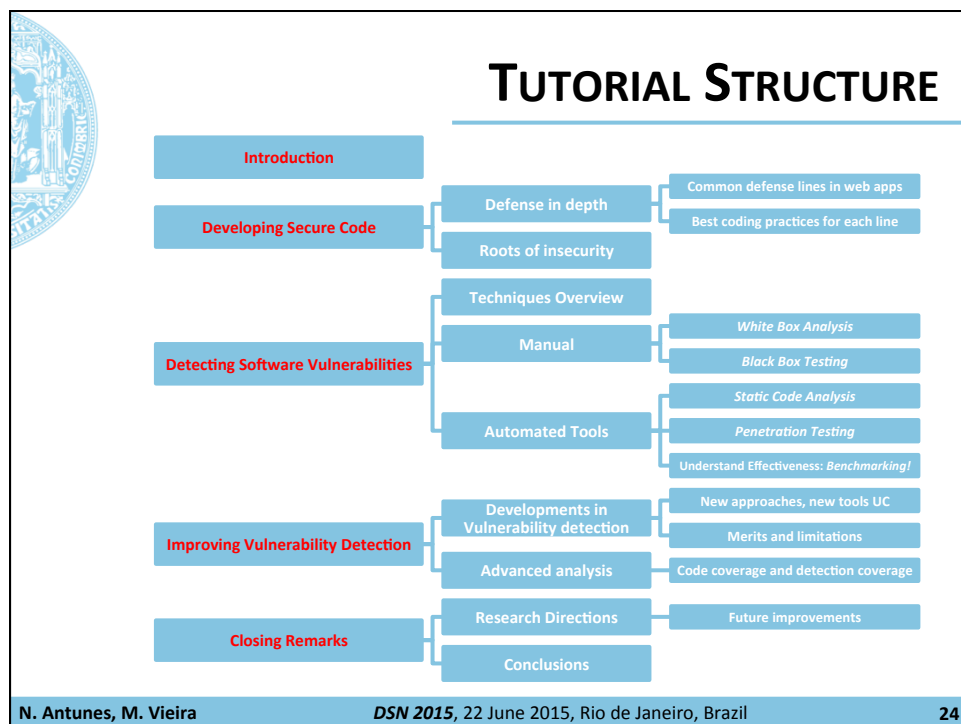 TUTORIAL STRUCTURE
Introduction
Developing Secure Code
Defense in depth
Common defense lines in web apps
Best coding practices for each line
Roots of insecurity
Detecting Software Vulnerabilities
Techniques Overview
Manual
White Box Analysis
Black Box Testing
Automated Tools
Static Code Analysis
Penetration Testing
Understand Effectiveness: Benchmarking!
Improving Vulnerability Detection
Developments in
Vulnerability detection
New approaches, new tools UC
Merits and limitations
Advanced analysis
Code coverage and detection coverage
Closing Remarks
Research Directions
Future improvements
Conclusions
N. Antunes, M. Vieira
DSN 2015, 22 June 2015, Rio de Janeiro, Brazil
24